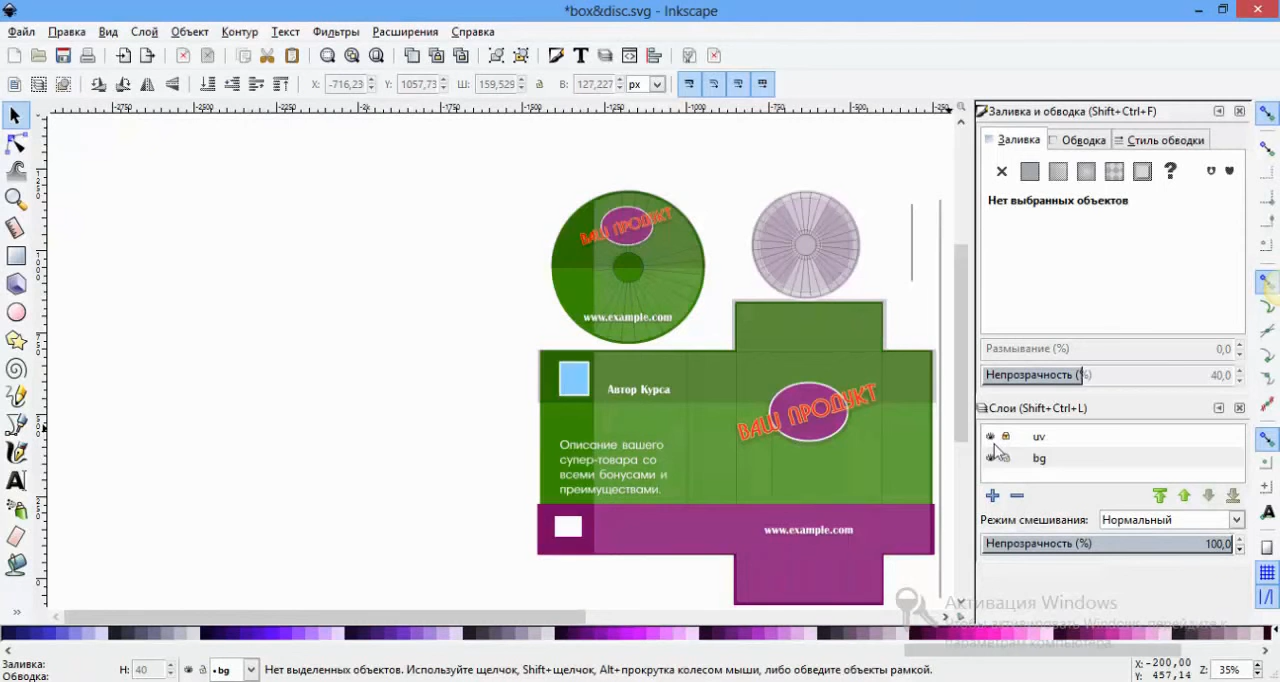 *box&disc.svg - Inkscape
Файл Правка Вид Слой Объект Контур Текст Фильтры Расширения Справка
X: -716,23 Y: 1057,73 Ш: 159,529 В: 127,227 px
Заливка и обводка (Shift+Ctrl+F)
Заливка Обводка Стиль обводки
Нет выбранных объектов
Размывание (%) 0,0
Непрозрачность (%) 40,0
Слои (Shift+Ctrl+L)
uv
bg
Режим смешивания: Нормальный
Непрозрачность (%) 100,0
ВАШ ПРОДУКТ
www.example.com
Автор Курса
ВАШ ПРОДУКТ
Описание вашего
супер-товара со
всеми бонусами и
преимуществами.
www.example.com
Активация Windows
параметрам компьютера.
Заливка:
Обводка:
Н: 40
•bg
Нет выделенных объектов. Используйте щелчок, Shift+щелчок, Alt+прокрутка колесом мыши, либо обведите объекты рамкой.
X: -200,00
Y: 457,14
Z: 35%